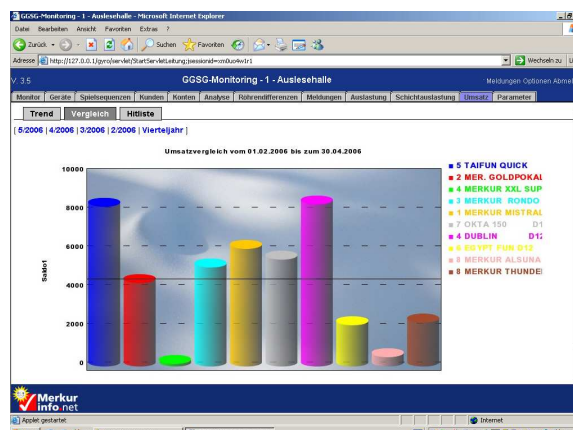 GGSG-Monitoring - 1 - Auslesehalle - Microsoft Internet Explorer
Datei Bearbeiten Ansicht Favoriten Extras ?
Zurück Suchen Favoriten
Adresse http://127.0.0.1/gyro/servlet/StartServletLeitung;jsessionid=xm0uo4w1r1 Wechseln zu
V. 3.5 GGSG-Monitoring - 1 - Auslesehalle Meldungen Optionen Abmel
Monitor Geräte Spielsequenzen Kunden Konten Analyse Röhrendifferenzen Meldungen Auslastung Schichtauslastung Umsatz Parameter
Trend Vergleich Hitliste
[ 5/2006 | 4/2006 | 3/2006 | 2/2006 | Vierteljahr ]
Umsatzvergleich vom 01.02.2006 bis zum 30.04.2006
10000
8000
6000
4000
2000
0
Saldo1
5 TAIFUN QUICK
2 MER. GOLDPOKAL
4 MERKUR XXL SUP
3 MERKUR RONDO
1 MERKUR MISTRAL
7 OKTA 150 D1
4 DUBLIN D12
6 EGYPT FUN D12
8 MERKUR ALSUNA
8 MERKUR THUNDE
Merkur
info.net
Applet gestartet Internet